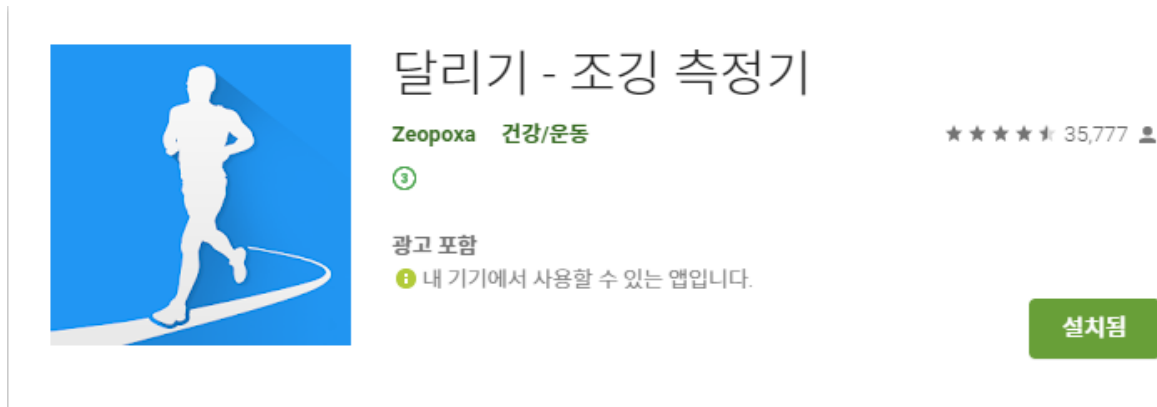 달리기 - 조깅 측정기
Zeopoxa 건강/운동 35,777
3
광고 포함
내 기기에서 사용할 수 있는 앱입니다.
설치됨